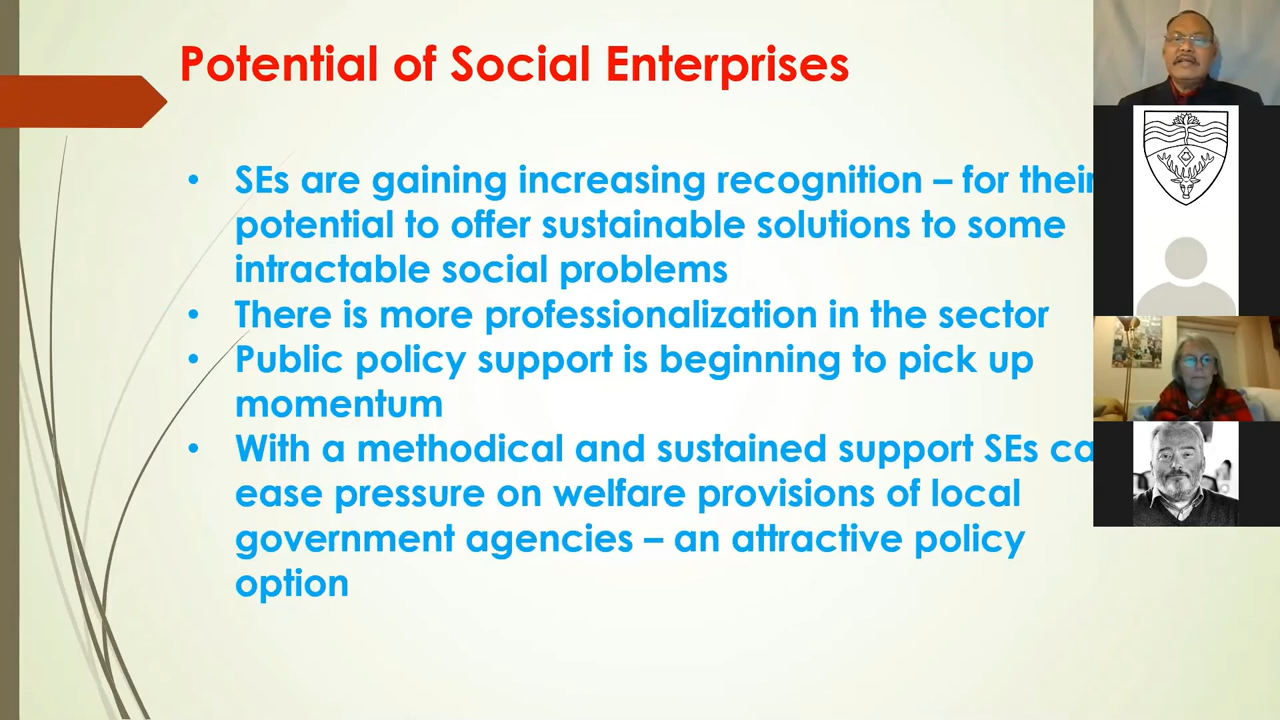 Potential of Social Enterprises
• SEs are gaining increasing recognition – for their
potential to offer sustainable solutions to some
intractable social problems
• There is more professionalization in the sector
• Public policy support is beginning to pick up
momentum
• With a methodical and sustained support SEs ca
ease pressure on welfare provisions of local
government agencies – an attractive policy
option